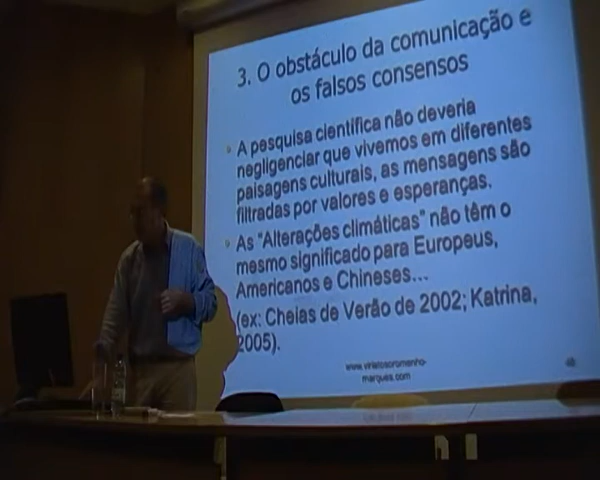 3. O obstáculo da comunicação e
os falsos consensos
A pesquisa científica não deveria
negligenciar que vivemos em diferentes
paisagens culturais, as mensagens são
filtradas por valores e esperanças.
As "Alterações climáticas" não têm o
mesmo significado para Europeus,
Americanos e Chineses...
(ex: Cheias de Verão de 2002; Katrina,
2005).
www.viriatosoromenho-
marques.com